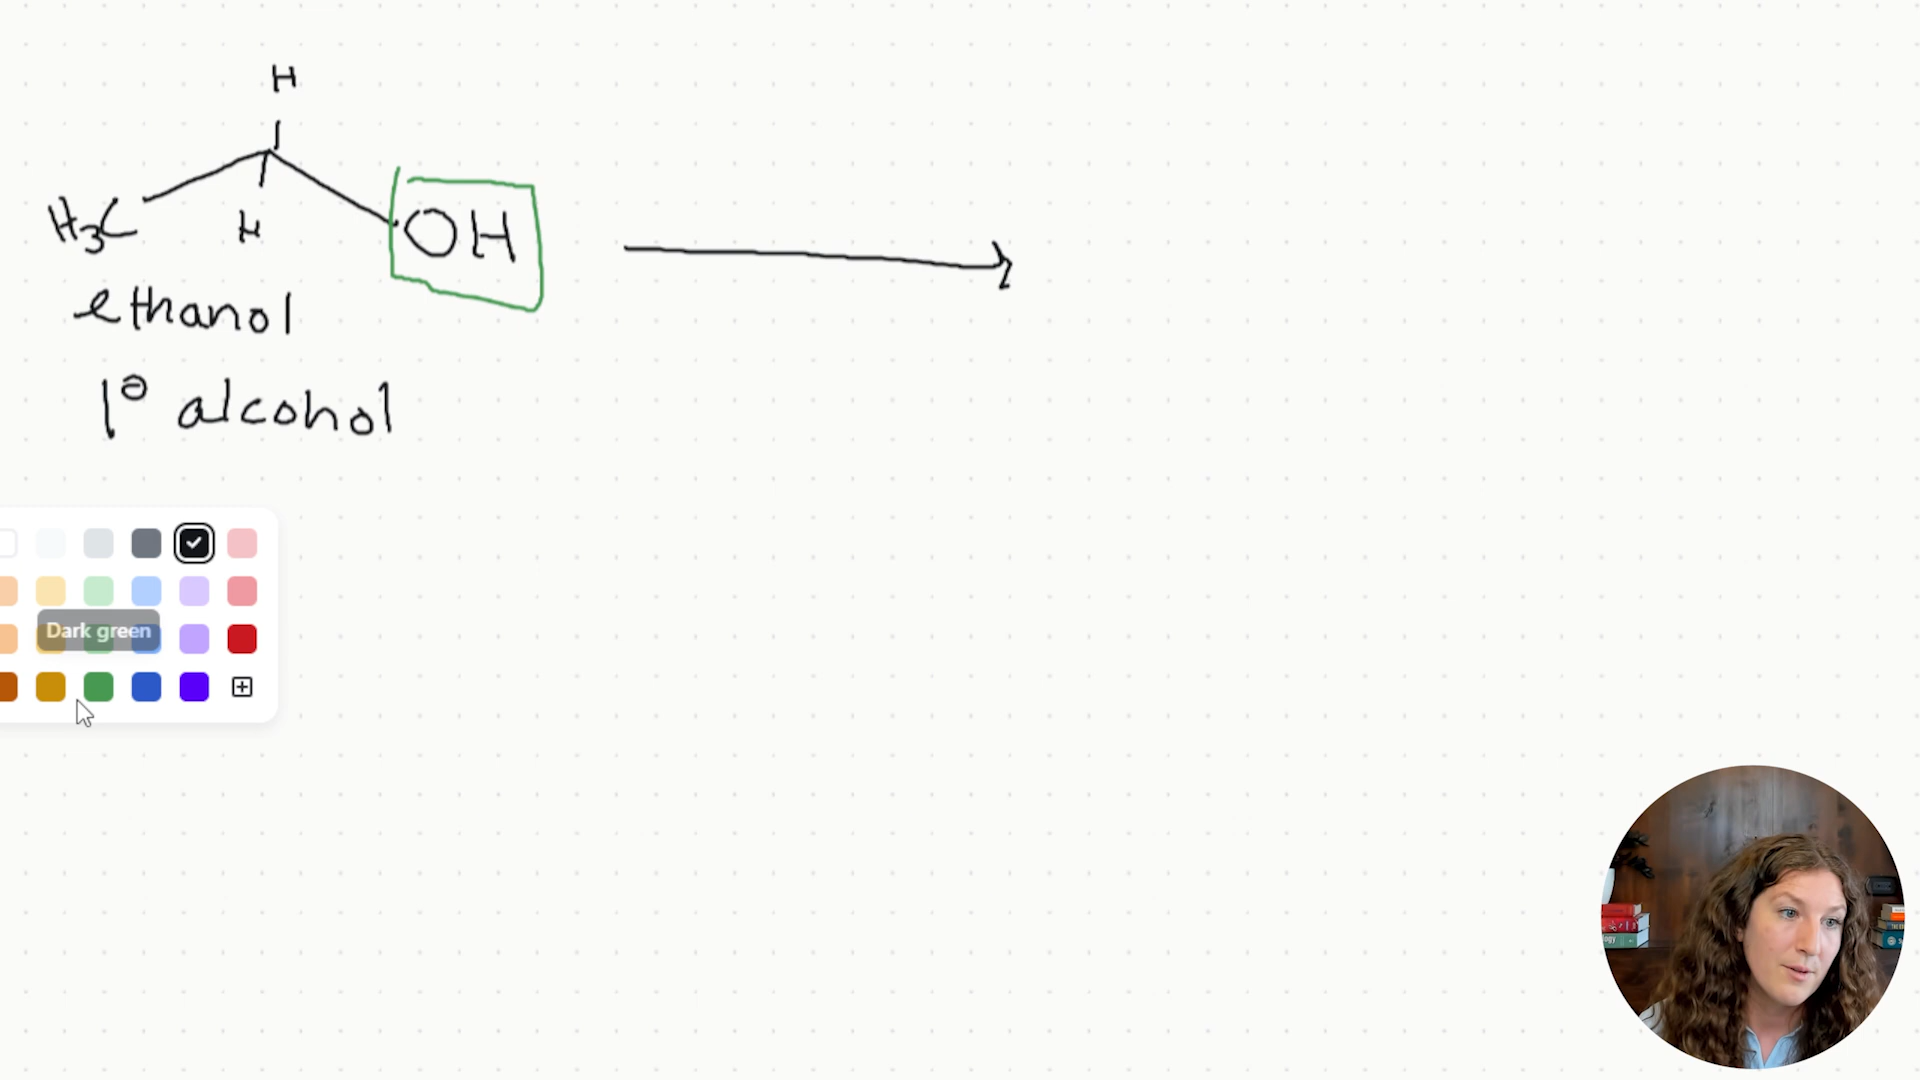 H
H₃C
H
OH
ethanol
1° alcohol
Dark green